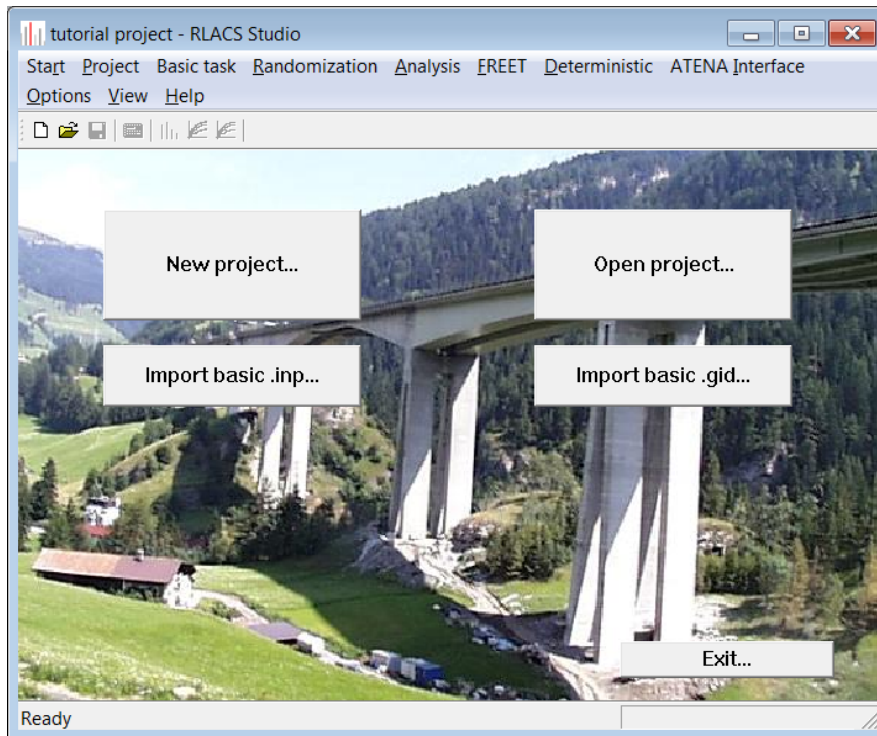 tutorial project - RLACS Studio
Start Project Basic task Randomization Analysis FREET Deterministic ATENA Interface
Options View Help
New project... Open project...
Import basic .inp... Import basic .gid...
Exit...
Ready